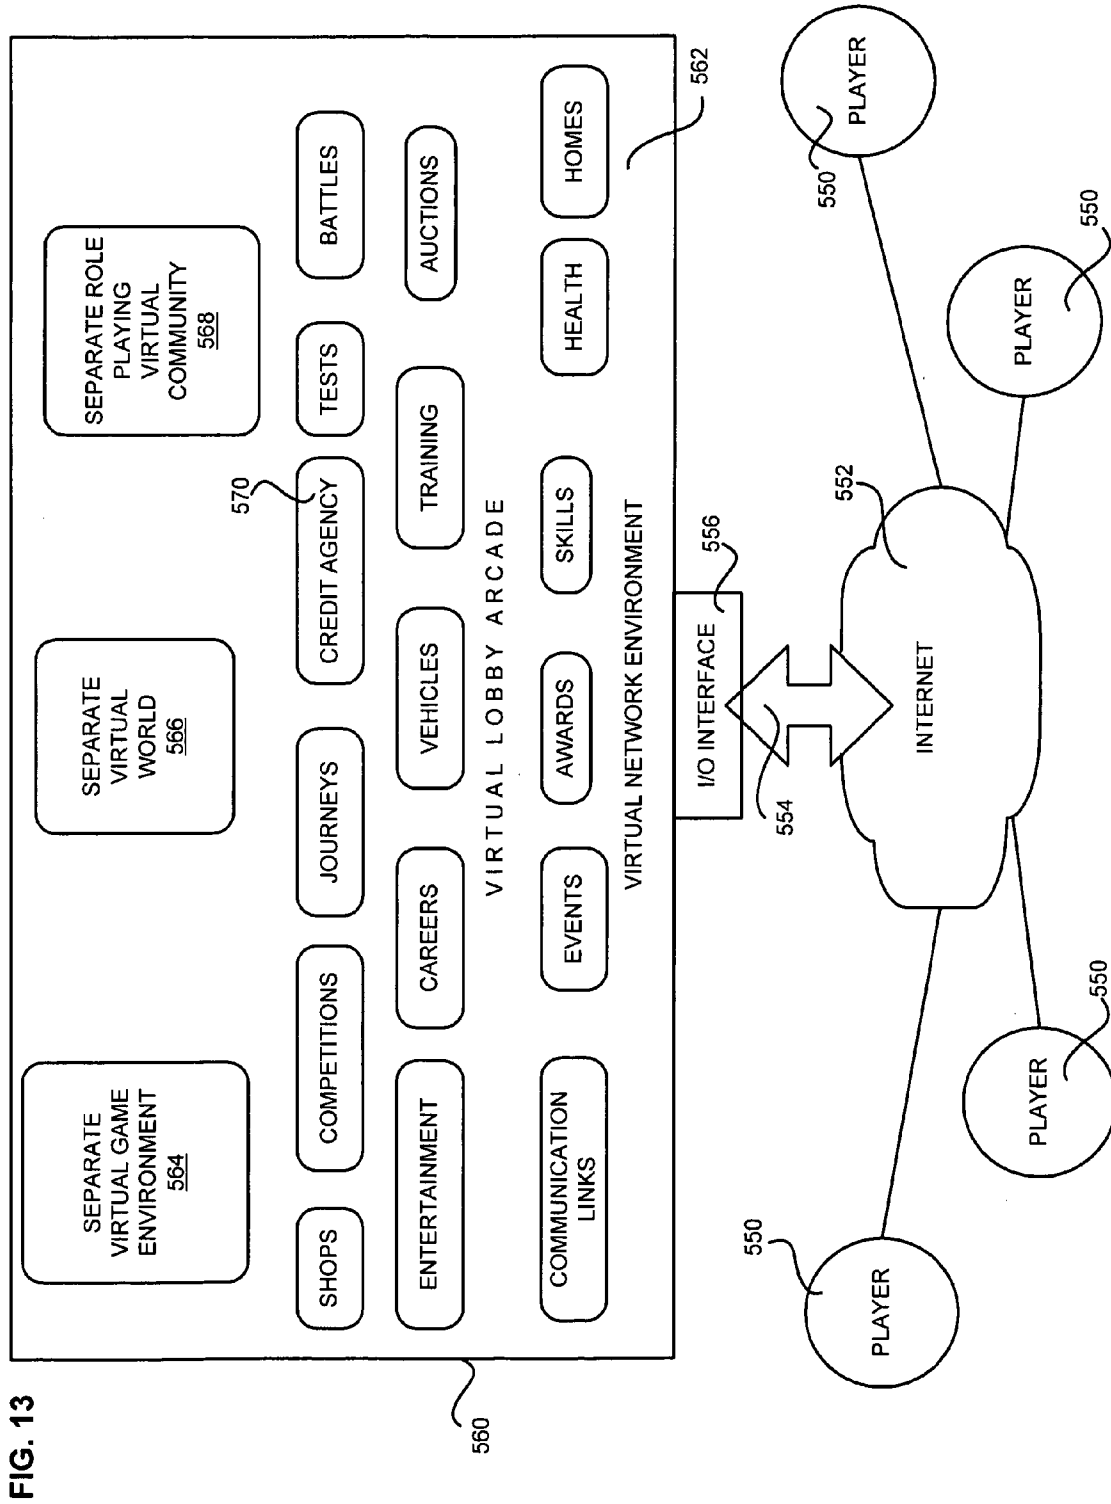 FIG. 13
SEPARATE
VIRTUAL GAME
ENVIRONMENT
564
SEPARATE
VIRTUAL
WORLD
566
SEPARATE ROLE
PLAYING
VIRTUAL
COMMUNITY
568
570
SHOPS
COMPETITIONS
JOURNEYS
CREDIT AGENCY
TESTS
BATTLES
ENTERTAINMENT
CAREERS
VEHICLES
TRAINING
AUCTIONS
VIRTUAL LOBBY ARCADE
COMMUNICATION
LINKS
EVENTS
AWARDS
SKILLS
HEALTH
HOMES
VIRTUAL NETWORK ENVIRONMENT
560
562
I/O INTERFACE
556
554
552
INTERNET
550
PLAYER
550
PLAYER
550
PLAYER
550
PLAYER